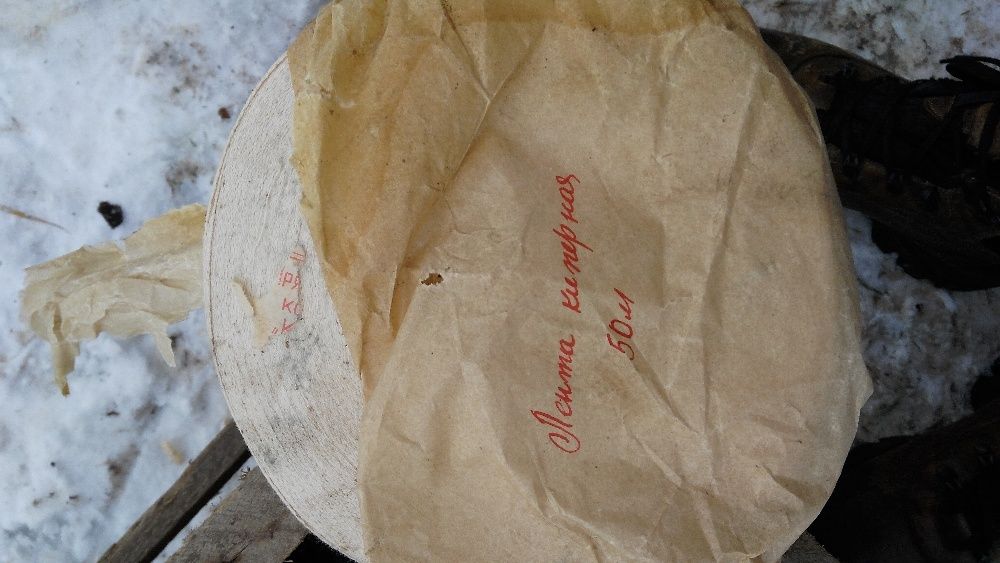 Лента киперная
50м